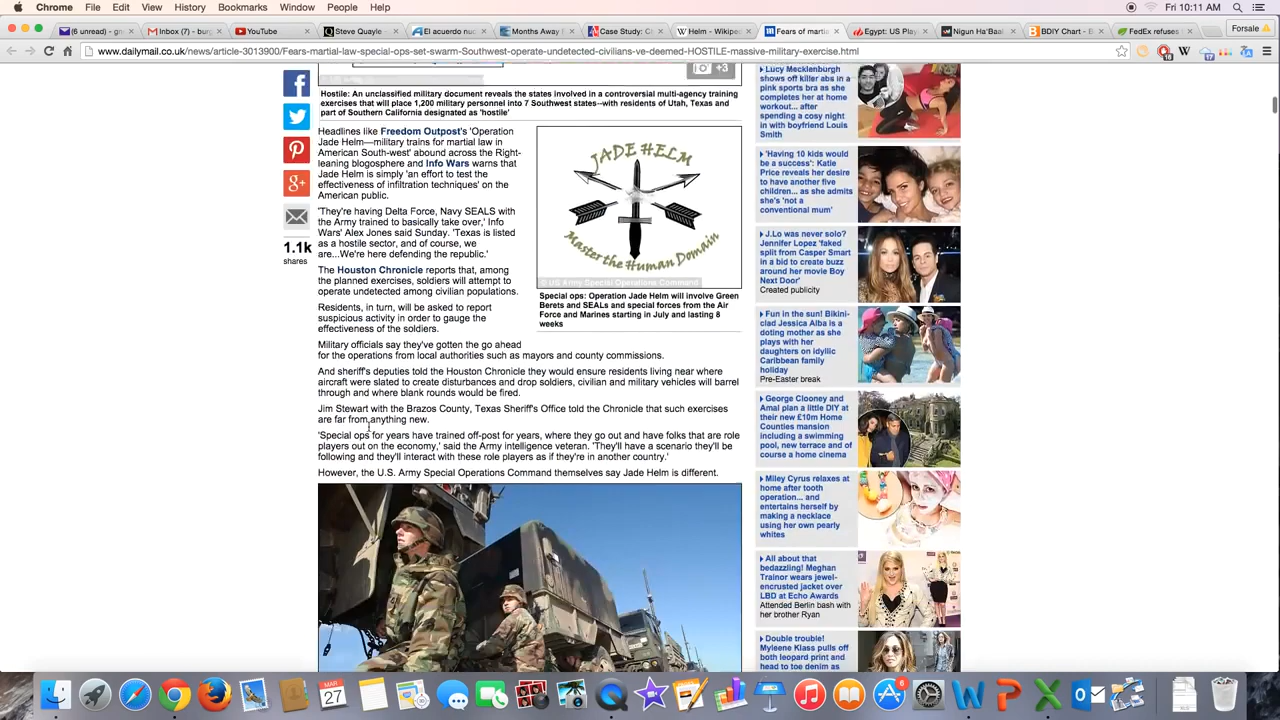 Chrome File Edit View History Bookmarks Window People Help
Fri 10:11 AM
(6 unread) - gm
Inbox (7) - burg
YouTube
Steve Quayle -
El acuerdo nuc
Months Away F
Case Study: Co
Helm - Wikiped
Fears of martia
Egypt: US Play
Nigun Ha'Baal
BDIY Chart - B
FedEx refuses
Forsale
www.dailymail.co.uk/news/article-3013900/Fears-martial-law-special-ops-set-swarm-Southwest-operate-undetected-civilians-ve-deemed-HOSTILE-massive-military-exercise.html
+3
Hostile: An unclassified military document reveals the states involved in a controversial multi-agency training
exercises that will place 1,200 military personnel into 7 Southwest states--with residents of Utah, Texas and
part of Southern California designated as 'hostile'
1.1k
shares
Headlines like Freedom Outpost's 'Operation
Jade Helm—military trains for martial law in
American South-west' abound across the Right-
leaning blogosphere and Info Wars warns that
Jade Helm is simply 'an effort to test the
effectiveness of infiltration techniques' on the
American public.
'They're having Delta Force, Navy SEALS with
the Army trained to basically take over,' Info
Wars' Alex Jones said Sunday. 'Texas is listed
as a hostile sector, and of course, we
are...We're here defending the republic.'
The Houston Chronicle reports that, among
the planned exercises, soldiers will attempt to
operate undetected among civilian populations.
Residents, in turn, will be asked to report
suspicious activity in order to gauge the
effectiveness of the soldiers.
Military officials say they've gotten the go ahead
for the operations from local authorities such as mayors and county commissions.
And sheriff's deputies told the Houston Chronicle they would ensure residents living near where
aircraft were slated to create disturbances and drop soldiers, civilian and military vehicles will barrel
through and where blank rounds would be fired.
Jim Stewart with the Brazos County, Texas Sheriff's Office told the Chronicle that such exercises
are far from anything new.
'Special ops for years have trained off-post for years, where they go out and have folks that are role
players out on the economy,' said the Army intelligence veteran. 'They'll have a scenario they'll be
following and they'll interact with these role players as if they're in another country.'
However, the U.S. Army Special Operations Command themselves say Jade Helm is different.
JADE HELM
Master the Human Domain
© US Army Special Operations Command
Special ops: Operation Jade Helm will involve Green
Berets and SEALs and special forces from the Air
Force and Marines starting in July and lasting 8
weeks
Lucy Mecklenburgh
shows off killer abs in a
pink sports bra as she
completes her at home
workout... after
spending a cosy night
in with boyfriend Louis
Smith
'Having 10 kids would
be a success': Katie
Price reveals her desire
to have another five
children... as she admits
she's 'not a
conventional mum'
J.Lo was never solo?
Jennifer Lopez 'faked
split from Casper Smart
in a bid to create buzz
around her movie Boy
Next Door'
Created publicity
Fun in the sun! Bikini-
clad Jessica Alba is a
doting mother as she
plays with her
daughters on idyllic
Caribbean family
holiday
Pre-Easter break
George Clooney and
Amal plan a little DIY at
their new £10m Home
Counties mansion
including a swimming
pool, new terrace and of
course a home cinema
Miley Cyrus relaxes at
home after tooth
operation... and
entertains herself by
making a necklace
using her own pearly
whites
All about that
bedazzling! Meghan
Trainor wears jewel-
encrusted jacket over
LBD at Echo Awards
Attended Berlin bash with
her brother Ryan
Double trouble!
Myleene Klass pulls off
both leopard print and
head to toe denim as
MAR
27
6